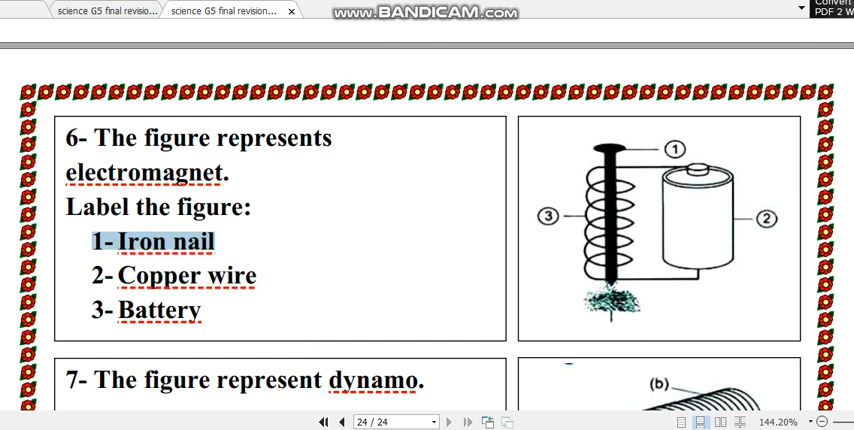 science G5 final revisio...
science G5 final revision...
×
www.BANDICAM.com
Convert
PDF 2 W
6- The figure represents
electromagnet.
Label the figure:
1- Iron nail
2- Copper wire
3- Battery
1
3
2
7- The figure represent dynamo.
(b)
24 / 24
144.20%